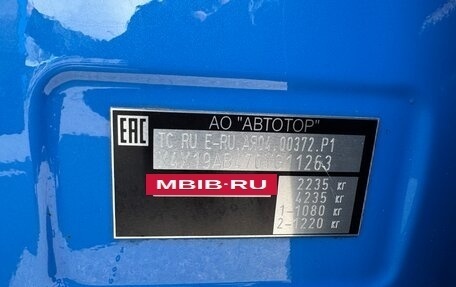 EAC
АО "АВТОТОР"
TC RU E-RU.АЯ04.00372.P1
MBIB-RU
2235 кг
4235 кг
1-1080 кг
2-1220 кг